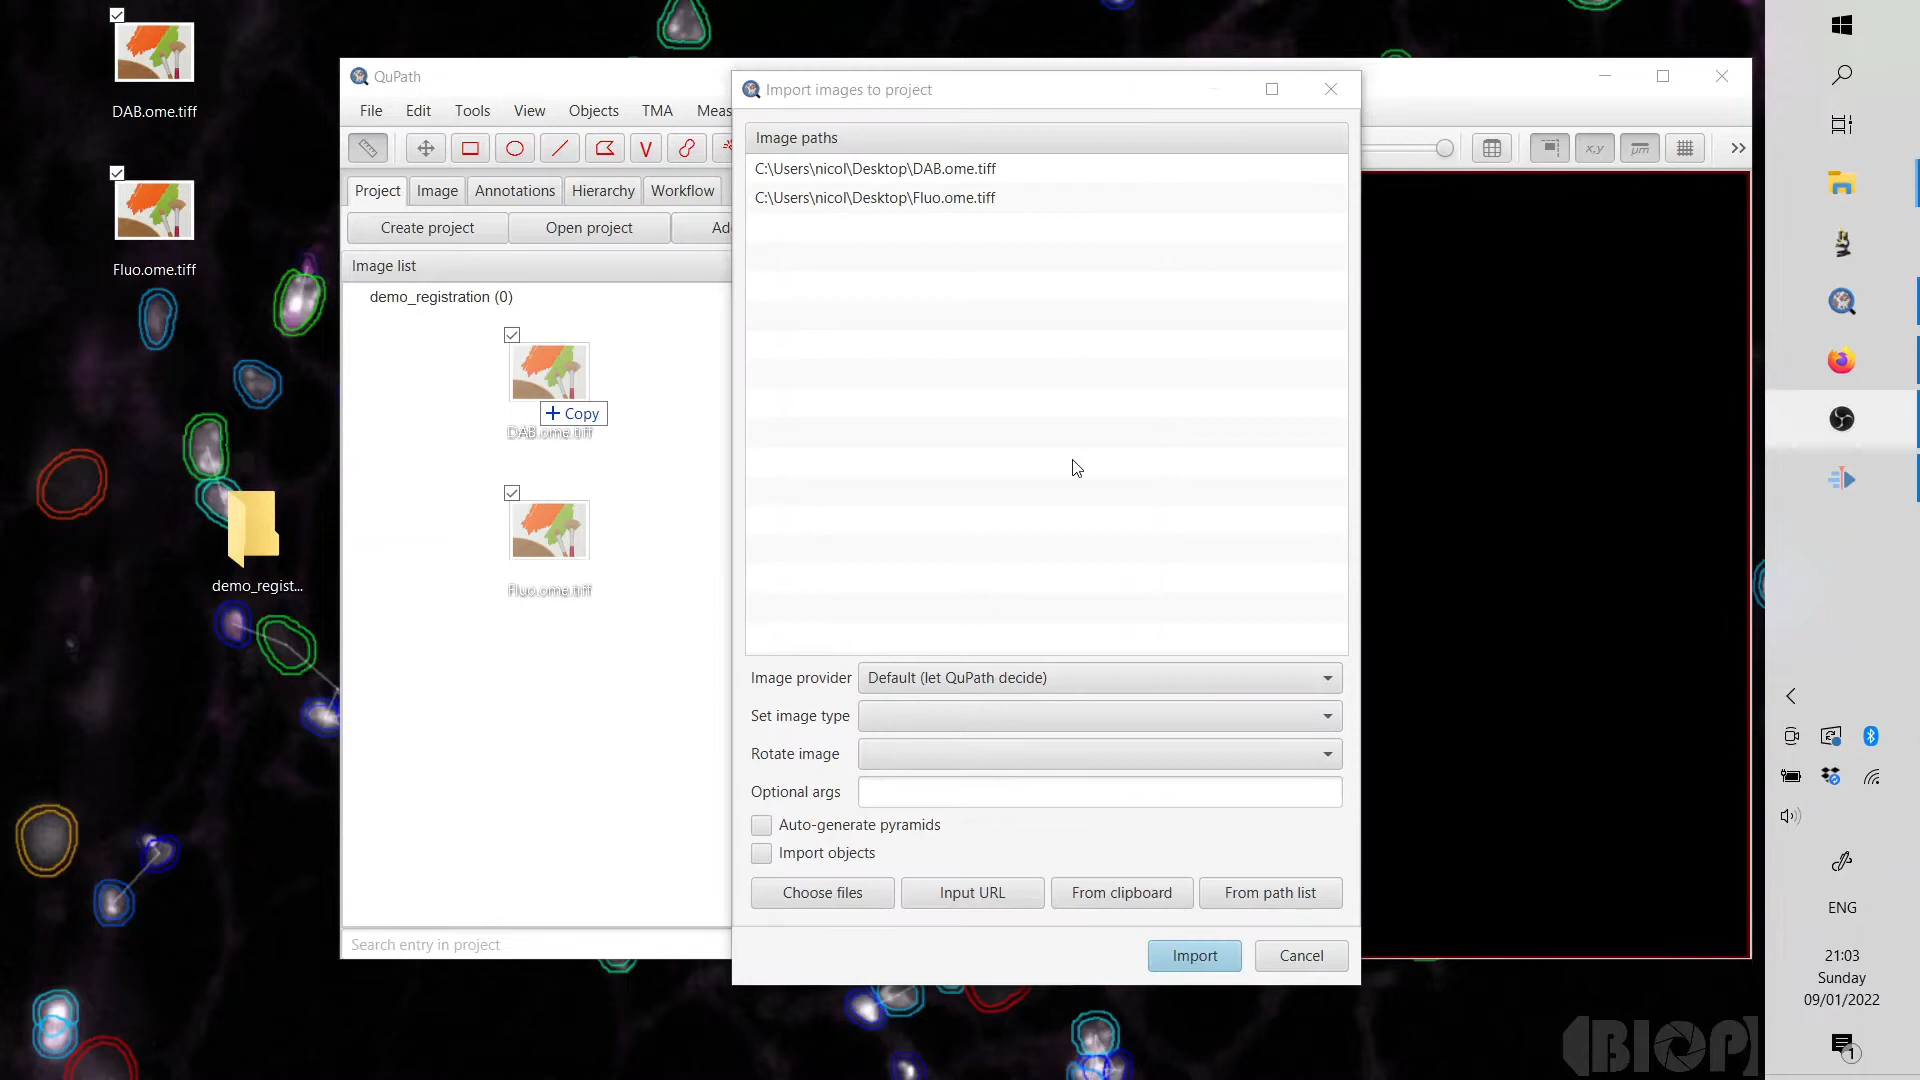 DAB.ome.tiff
Fluo.ome.tiff
demo_regist...
QuPath
File Edit Tools View Objects TMA Meas
Project Image Annotations Hierarchy Workflow
Create project Open project Ad
Image list
demo_registration (0)
Copy
DAB.ome.tiff
Fluo.ome.tiff
Search entry in project
Import images to project
Image paths
C:\Users\nicol\Desktop\DAB.ome.tiff
C:\Users\nicol\Desktop\Fluo.ome.tiff
Image provider Default (let QuPath decide)
Set image type
Rotate image
Optional args
Auto-generate pyramids
Import objects
Choose files Input URL From clipboard From path list
Import Cancel
x,y μm
ENG
21:03
Sunday
09/01/2022
1
BIOP